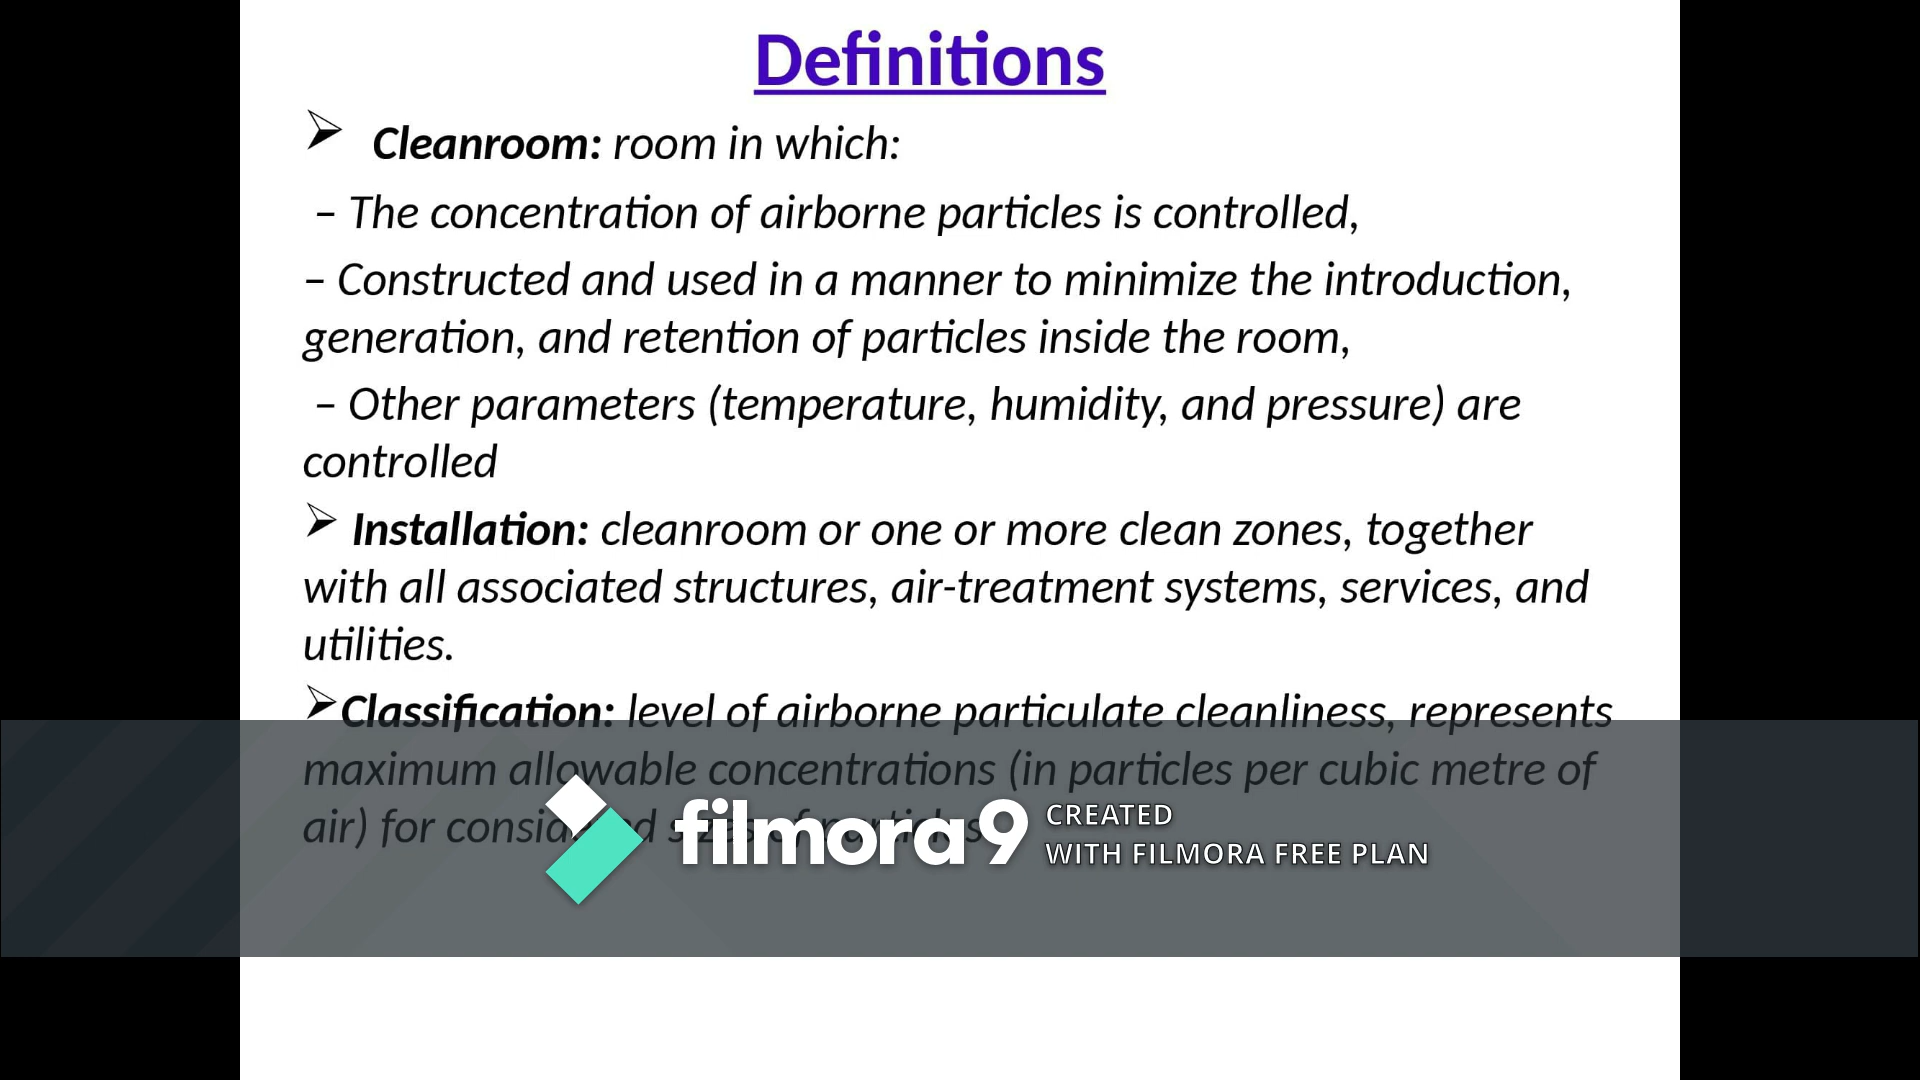 Definitions
➢ Cleanroom: room in which:
– The concentration of airborne particles is controlled,
– Constructed and used in a manner to minimize the introduction,
generation, and retention of particles inside the room,
– Other parameters (temperature, humidity, and pressure) are
controlled
➢ Installation: cleanroom or one or more clean zones, together
with all associated structures, air-treatment systems, services, and
utilities.
➢Classification: level of airborne particulate cleanliness, represents
maximum allowable concentrations (in particles per cubic metre of
air) for considered sizes of particles
filmora9
CREATED
WITH FILMORA FREE PLAN